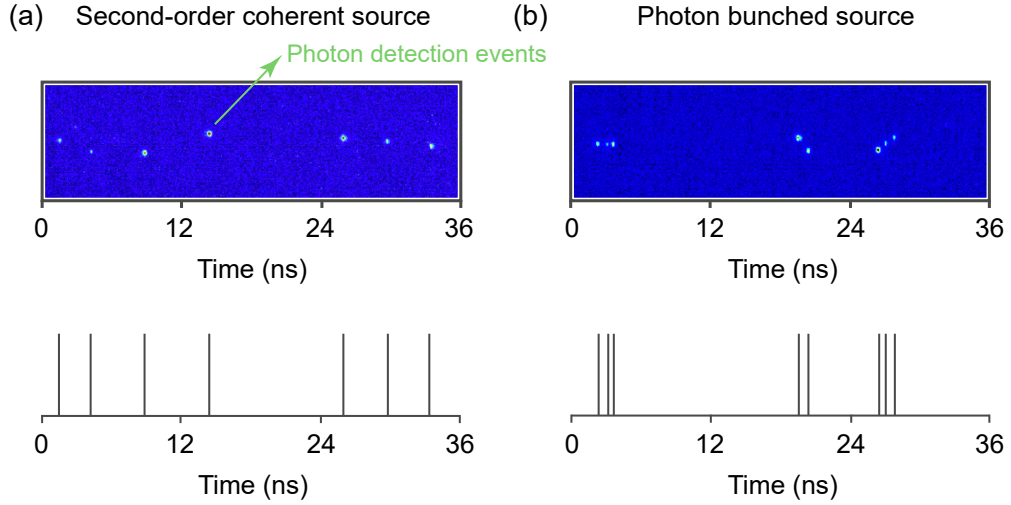 (a) Second-order coherent source
Photon detection events
0 12 24 36
Time (ns)
0 12 24 36
Time (ns)
(b) Photon bunched source
0 12 24 36
Time (ns)
0 12 24 36
Time (ns)